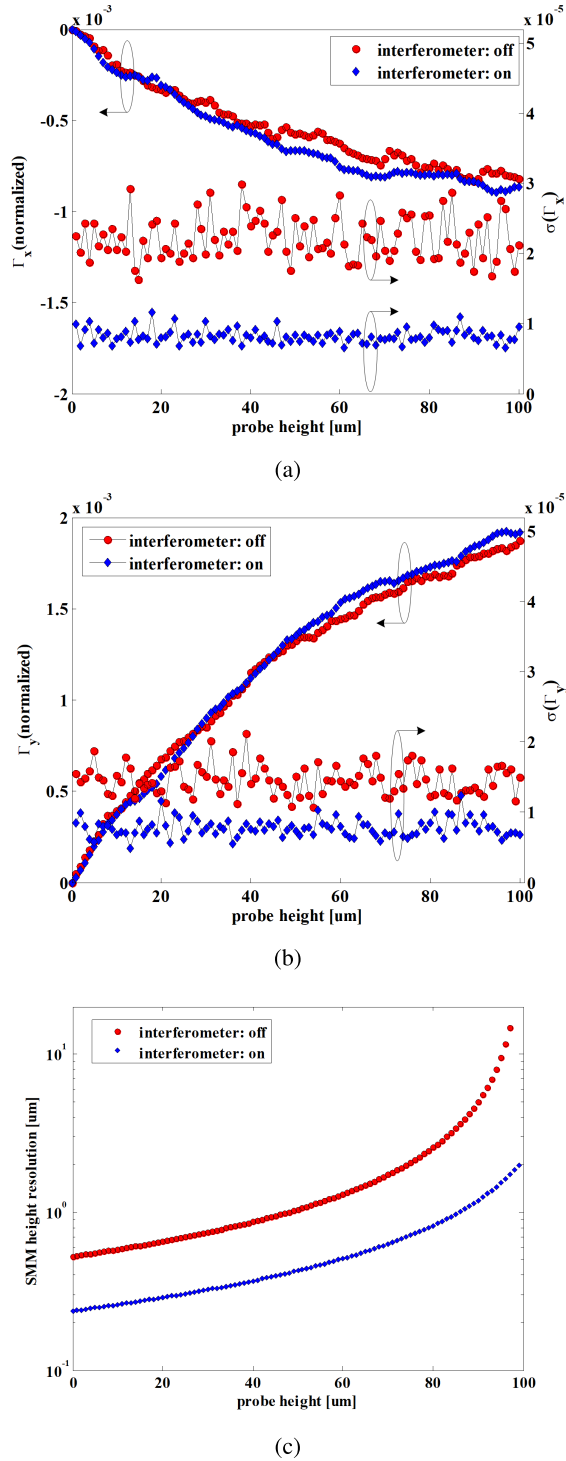 x 10 -3
x 10 -5
interferometer: off
interferometer: on
0
-0.5
-1
-1.5
-2
Γx(normalized)
5
4
3
2
1
0
σ(Γx)
0 20 40 60 80 100
probe height [um]
(a)
x 10 -3
x 10 -5
interferometer: off
interferometer: on
2
1.5
1
0.5
0
Γy(normalized)
5
4
3
2
1
0
σ(Γy)
0 20 40 60 80 100
probe height [um]
(b)
interferometer: off
interferometer: on
10 1
10 0
10 -1
SMM height resolution [um]
0 20 40 60 80 100
probe height [um]
(c)